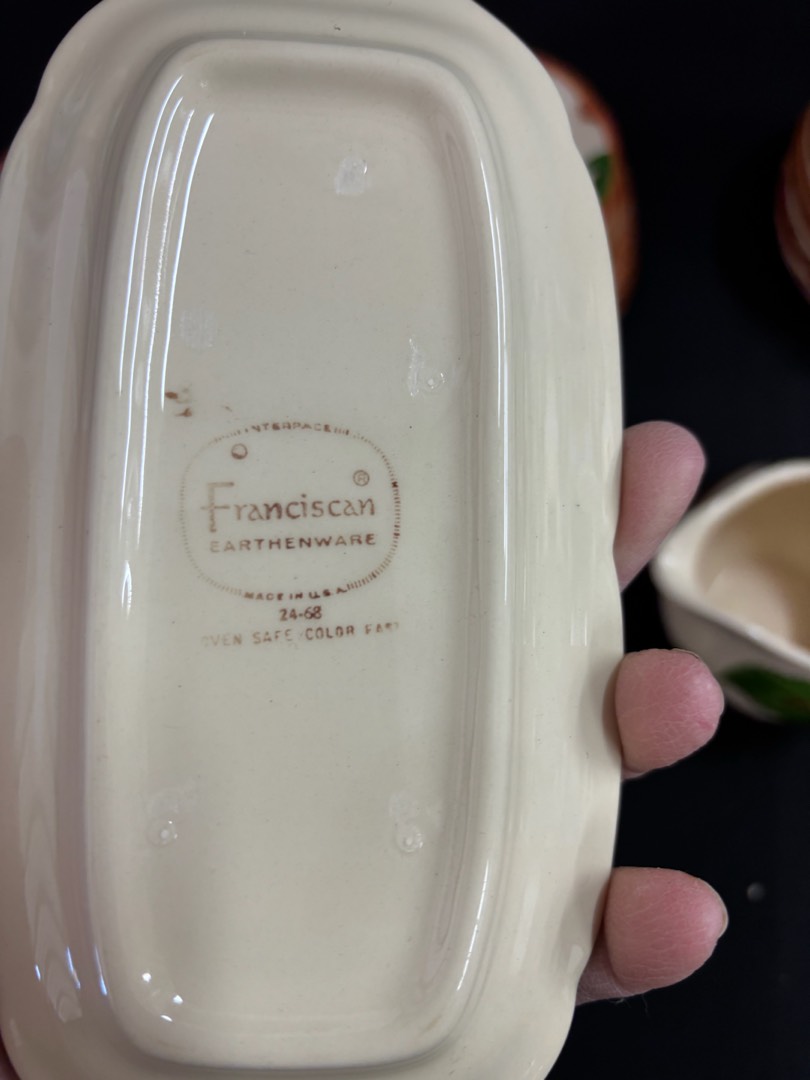 INTERPACE
®
Franciscan
EARTHENWARE
MADE IN U.S.A.
24-68
OVEN SAFE COLOR FAST